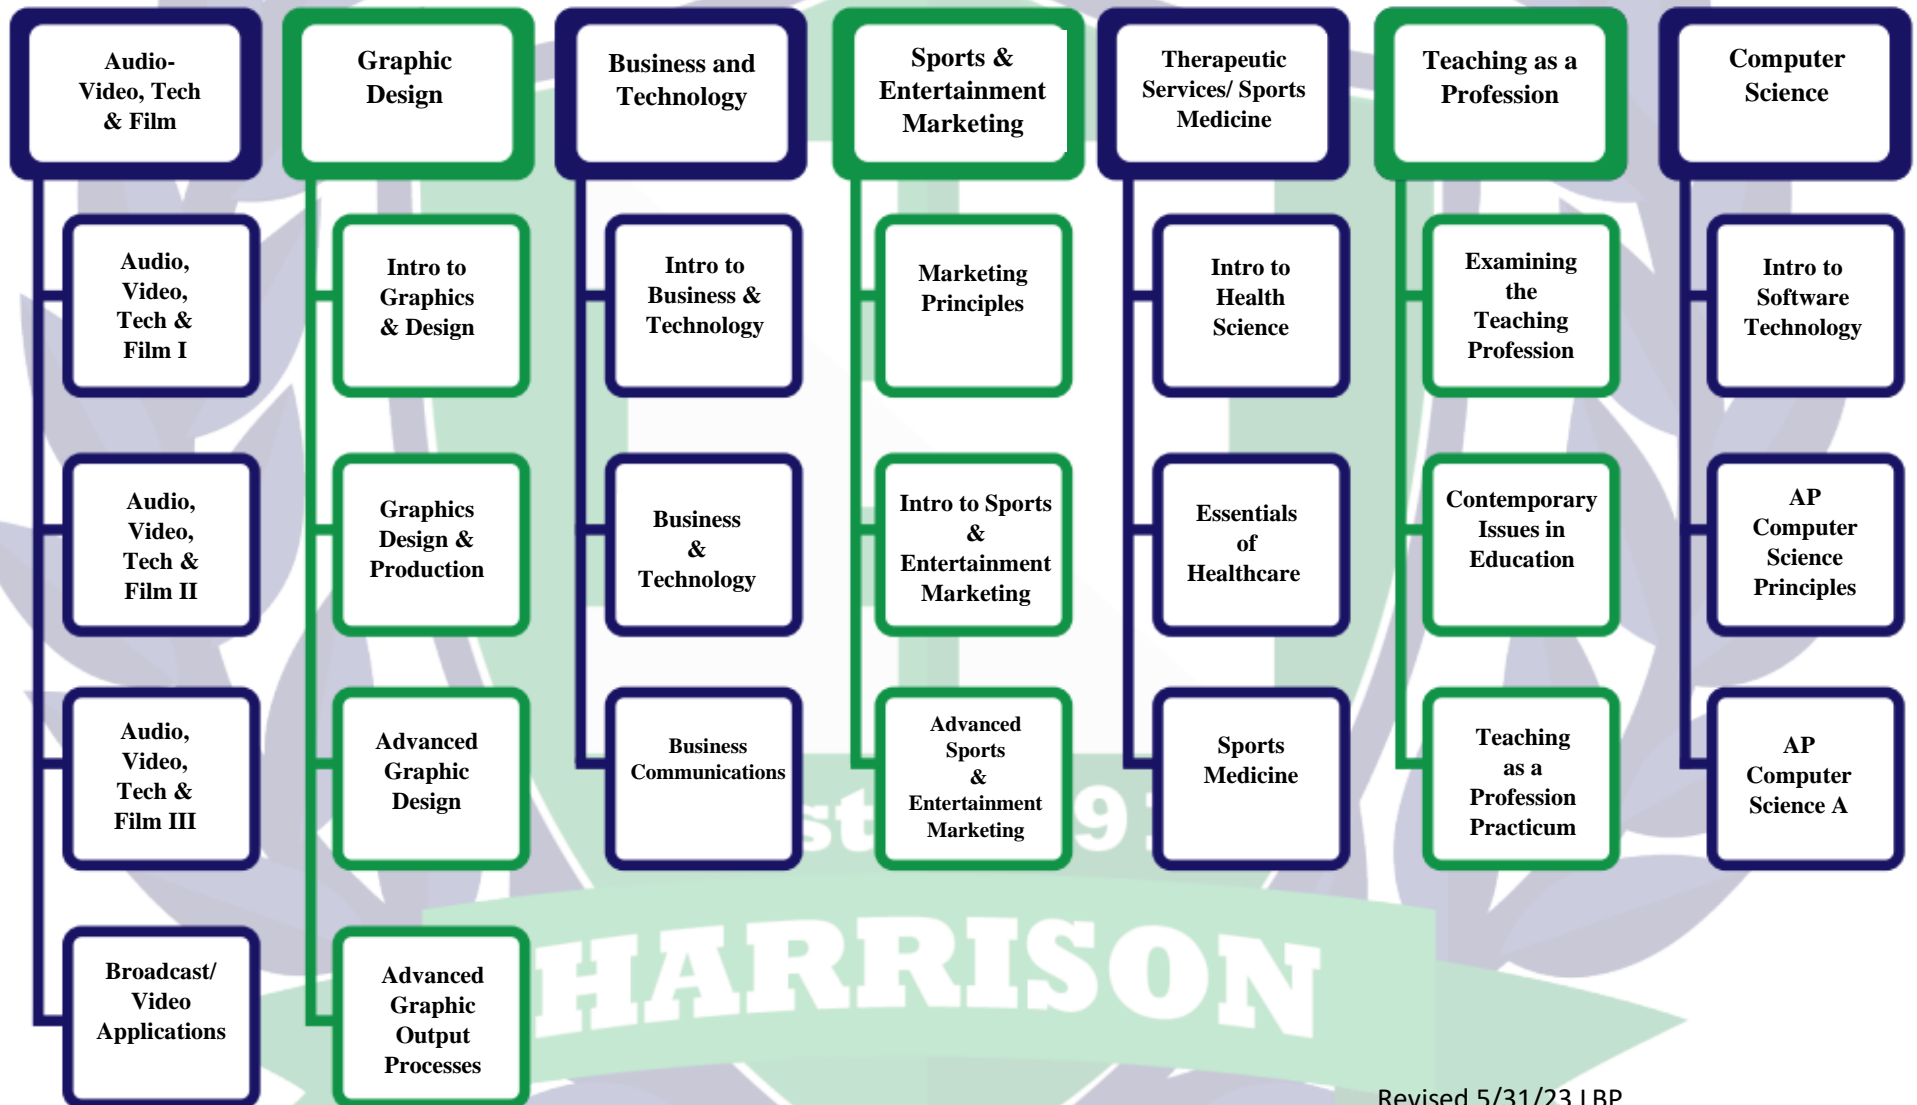 Audio-
Video, Tech
& Film
Graphic
Design
Business and
Technology
Sports &
Entertainment
Marketing
Therapeutic
Services/ Sports
Medicine
Teaching as a
Profession
Computer
Science
Audio,
Video,
Tech &
Film I
Intro to
Graphics
& Design
Intro to
Business &
Technology
Marketing
Principles
Intro to
Health
Science
Examining
the
Teaching
Profession
Intro to
Software
Technology
Audio,
Video,
Tech &
Film II
Graphics
Design &
Production
Business
&
Technology
Intro to Sports
&
Entertainment
Marketing
Essentials
of
Healthcare
Contemporary
Issues in
Education
AP
Computer
Science
Principles
Audio,
Video,
Tech &
Film III
Advanced
Graphic
Design
Business
Communications
Advanced
Sports
&
Entertainment
Marketing
Sports
Medicine
Teaching
as a
Profession
Practicum
AP
Computer
Science A
Broadcast/
Video
Applications
Advanced
Graphic
Output
Processes
HARRISON
Revised 5/31/23 LBP